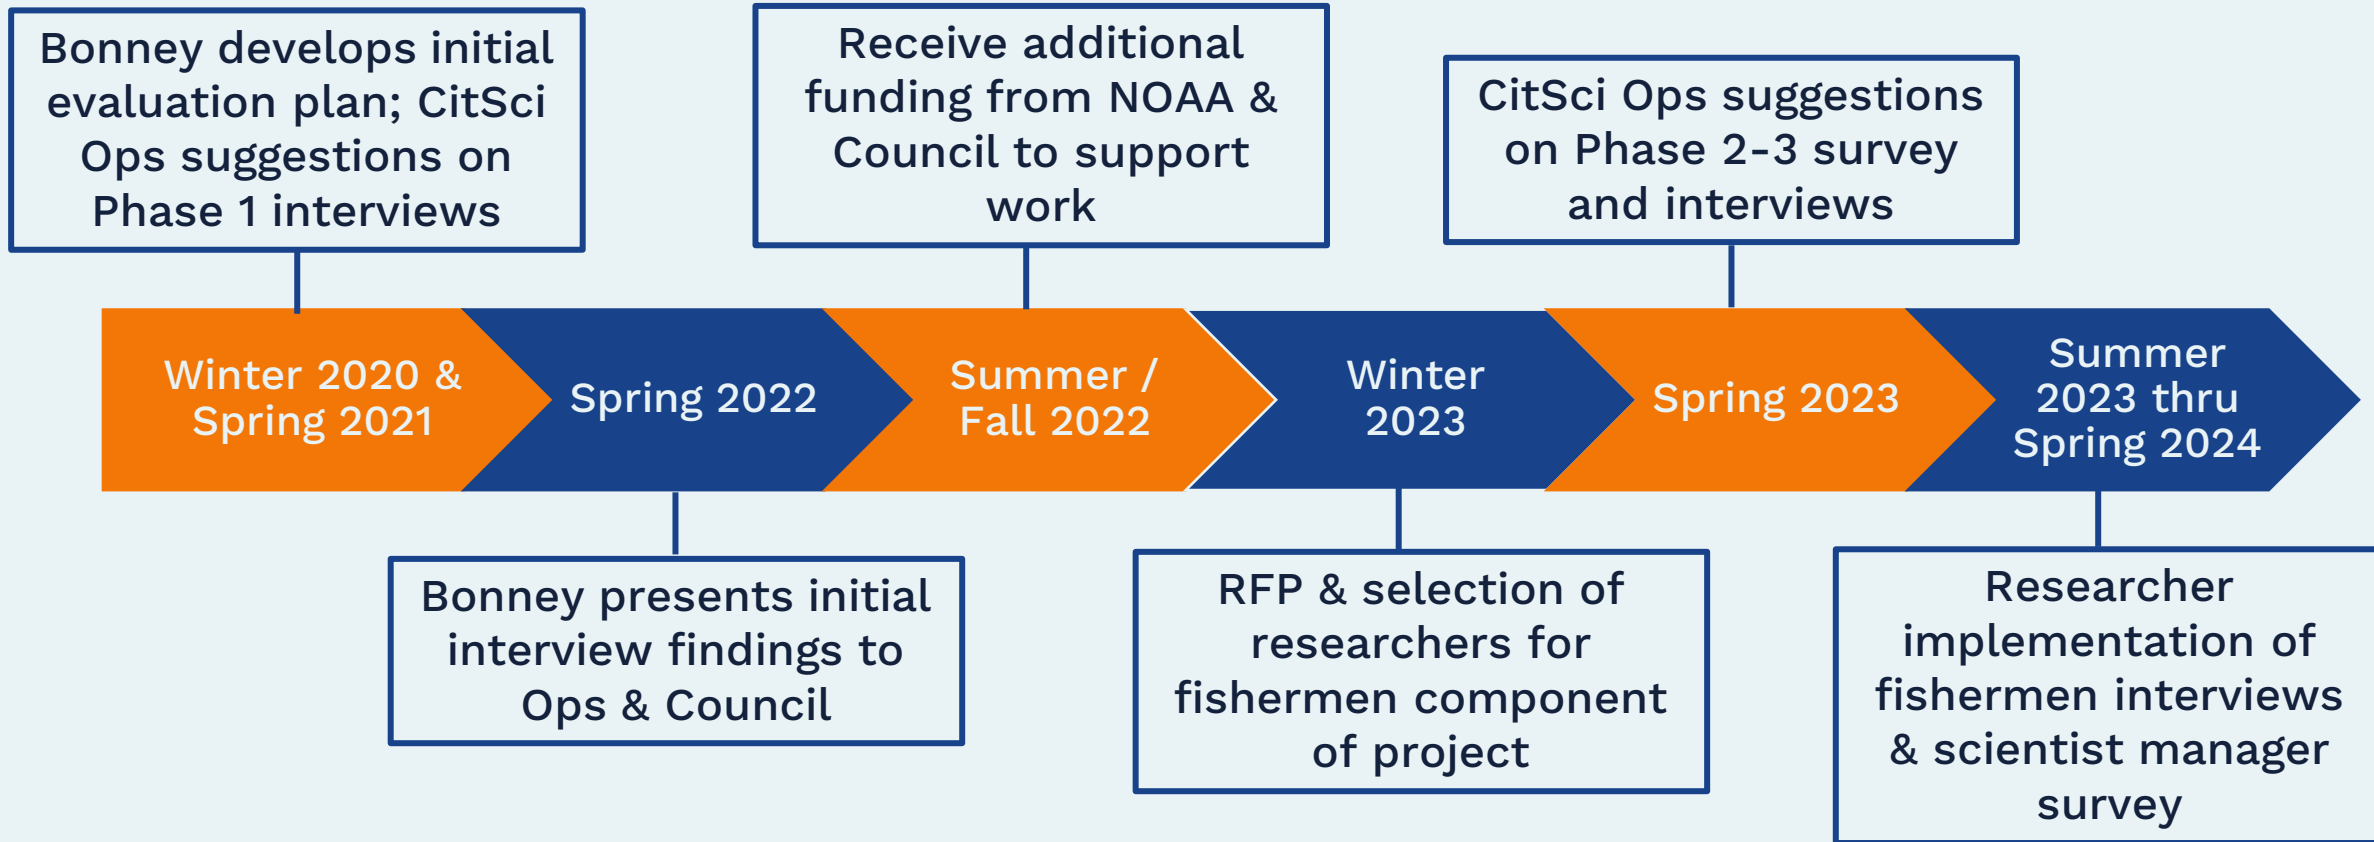 Bonney develops initial
evaluation plan; CitSci
Ops suggestions on
Phase 1 interviews
Receive additional
funding from NOAA &
Council to support
work
CitSci Ops suggestions
on Phase 2-3 survey
and interviews
Winter 2020 &
Spring 2021
Spring 2022
Summer /
Fall 2022
Winter
2023
Spring 2023
Summer
2023 thru
Spring 2024
Bonney presents initial
interview findings to
Ops & Council
RFP & selection of
researchers for
fishermen component
of project
Researcher
implementation of
fishermen interviews
& scientist manager
survey